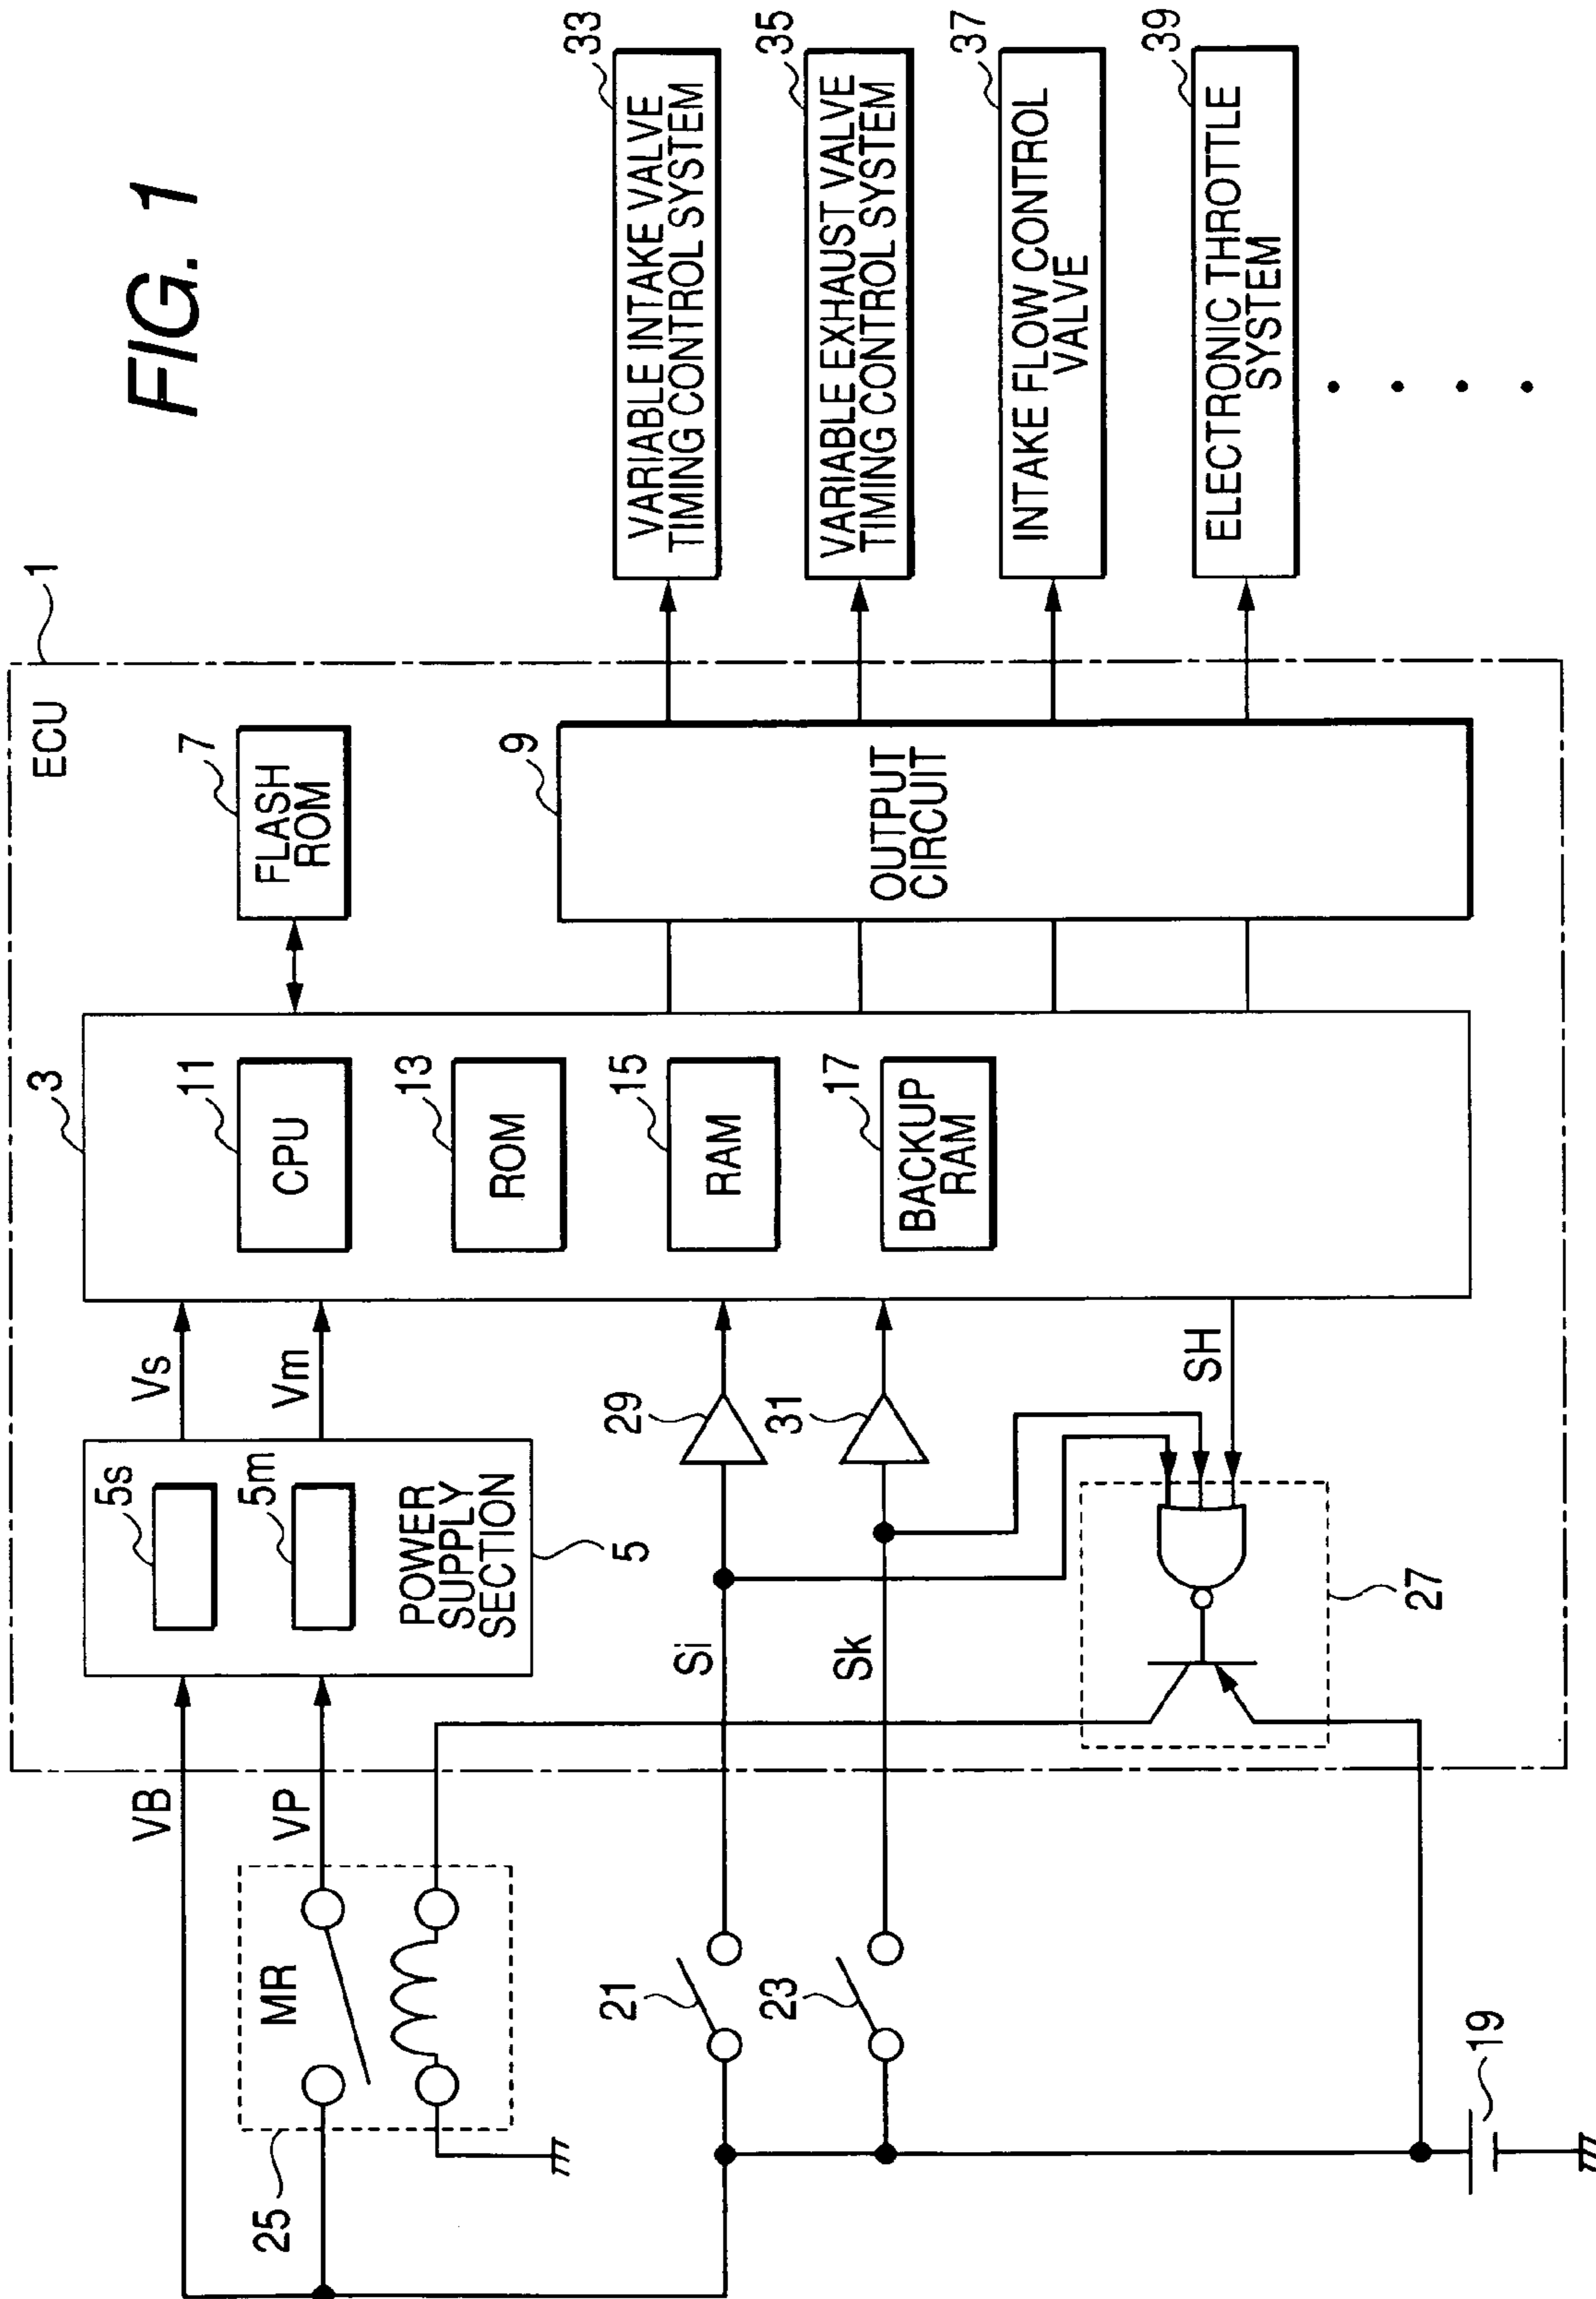 FIG. 1
1
ECU
VB
VP
MR
25
5s
5m
POWER
SUPPLY
SECTION
5
Vs
Vm
3
11
CPU
13
ROM
15
RAM
17
BACKUP
RAM
7
FLASH
ROM
9
OUTPUT
CIRCUIT
33
VARIABLE INTAKE VALVE
TIMING CONTROL SYSTEM
35
VARIABLE EXHAUST VALVE
TIMING CONTROL SYSTEM
37
INTAKE FLOW CONTROL
VALVE
39
ELECTRONIC THROTTLE
SYSTEM
21
Si
29
23
Sk
31
SH
27
19